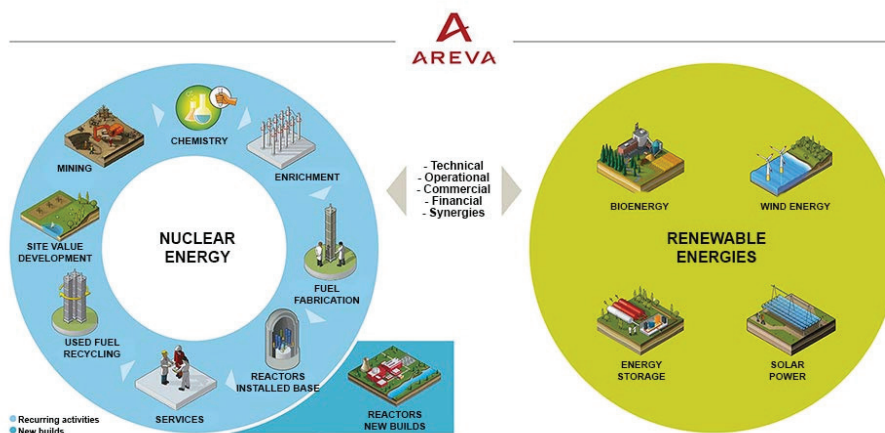 AREVA
CHEMISTRY
MINING
ENRICHMENT
SITE VALUE
DEVELOPMENT
NUCLEAR
ENERGY
FUEL
FABRICATION
USED FUEL
RECYCLING
REACTORS
INSTALLED BASE
SERVICES
REACTORS
NEW BUILDS
Recurring activities
New builds
- Technical
- Operational
- Commercial
- Financial
- Synergies
BIOENERGY
WIND ENERGY
RENEWABLE
ENERGIES
ENERGY
STORAGE
SOLAR
POWER